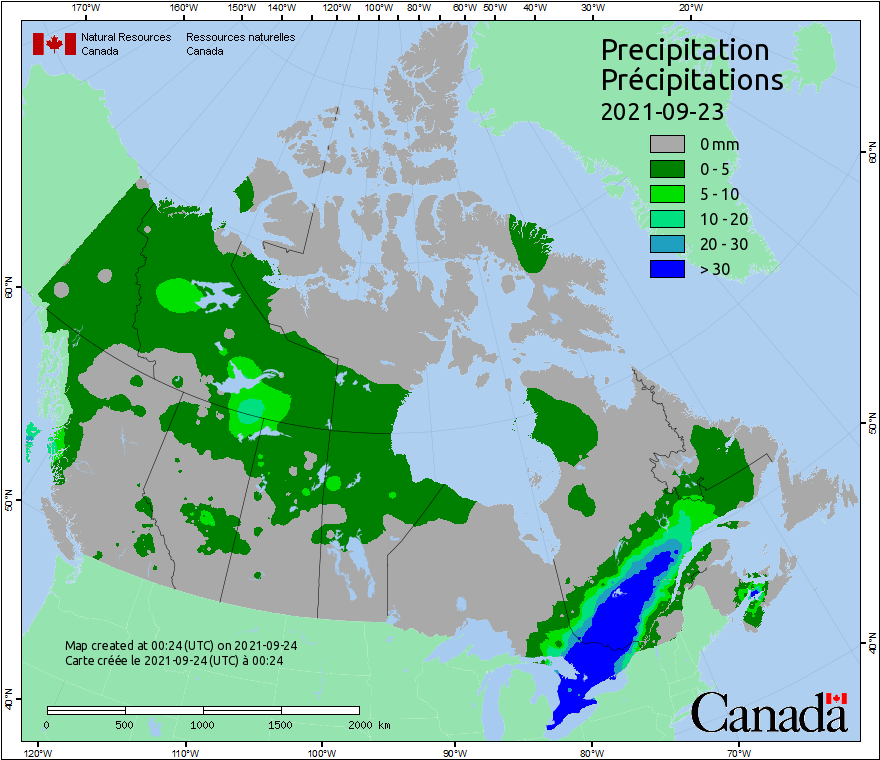 170°W 160°W 150°W 140°W 120°W 100°W 80°W 60°W 50°W 40°W 30°W 20°W
Natural Resources Ressources naturelles
Canada Canada
Precipitation
Précipitations
2021-09-23
0 mm
0 - 5
5 - 10
10 - 20
20 - 30
> 30
60°N
60°N
50°N
50°N
40°N
40°N
Map created at 00:24 (UTC) on 2021-09-24
Carte créée le 2021-09-24 (UTC) à 00:24
0 500 1000 1500 2000 km
Canada
120°W 110°W 100°W 90°W 80°W 70°W